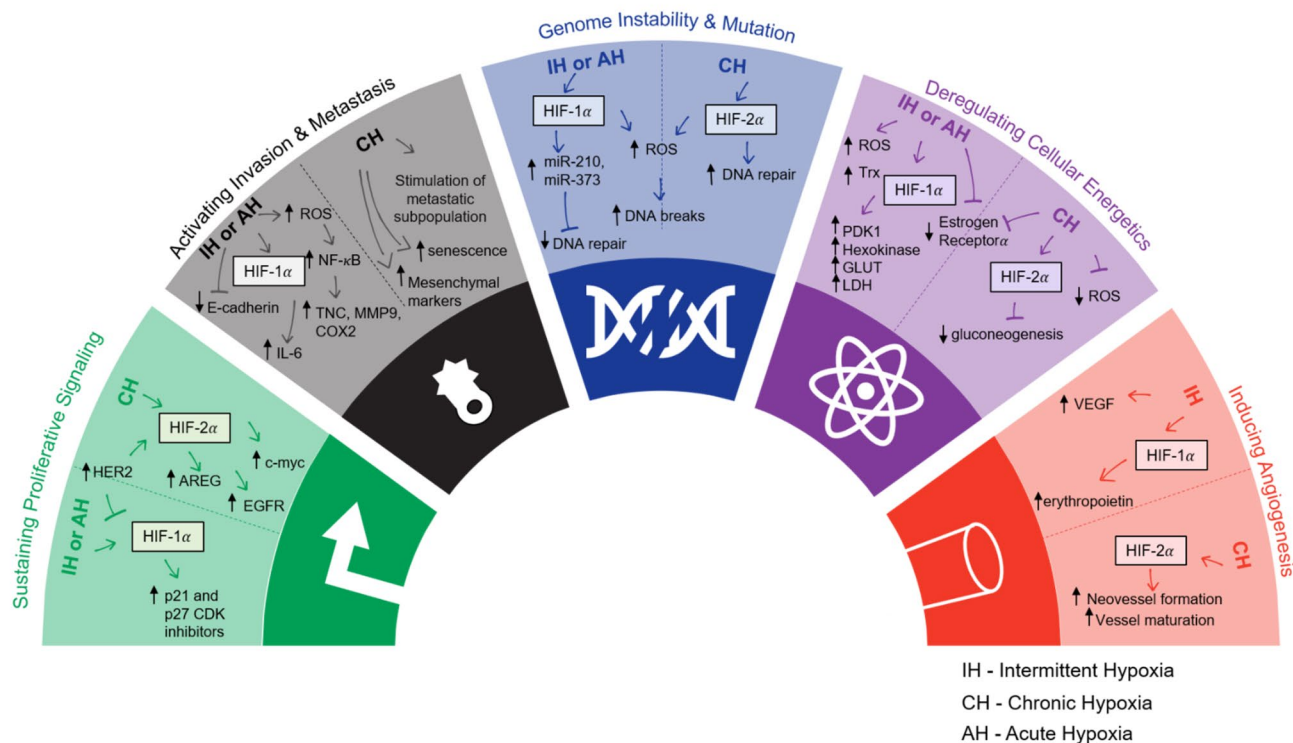 Genome Instability & Mutation
IH or AH
HIF-1α
miR-210,
miR-373
DNA repair
ROS
DNA breaks
CH
HIF-2α
DNA repair
Activating Invasion & Metastasis
CH
Stimulation of
metastatic
subpopulation
senescence
Mesenchymal
markers
IH or AH
ROS
HIF-1α
NF-κB
E-cadherin
TNC, MMP9,
COX2
IL-6
Deregulating Cellular Energetics
IH or AH
ROS
Trx
HIF-1α
PDK1
Hexokinase
GLUT
LDH
Estrogen
Receptorα
CH
HIF-2α
ROS
gluconeogenesis
Sustaining Proliferative Signaling
CH
HIF-2α
HER2
c-myc
AREG
EGFR
IH or AH
HIF-1α
p21 and
p27 CDK
inhibitors
Inducing Angiogenesis
VEGF
IH
HIF-1α
erythropoietin
HIF-2α
CH
Neovessel formation
Vessel maturation
IH - Intermittent Hypoxia
CH - Chronic Hypoxia
AH - Acute Hypoxia